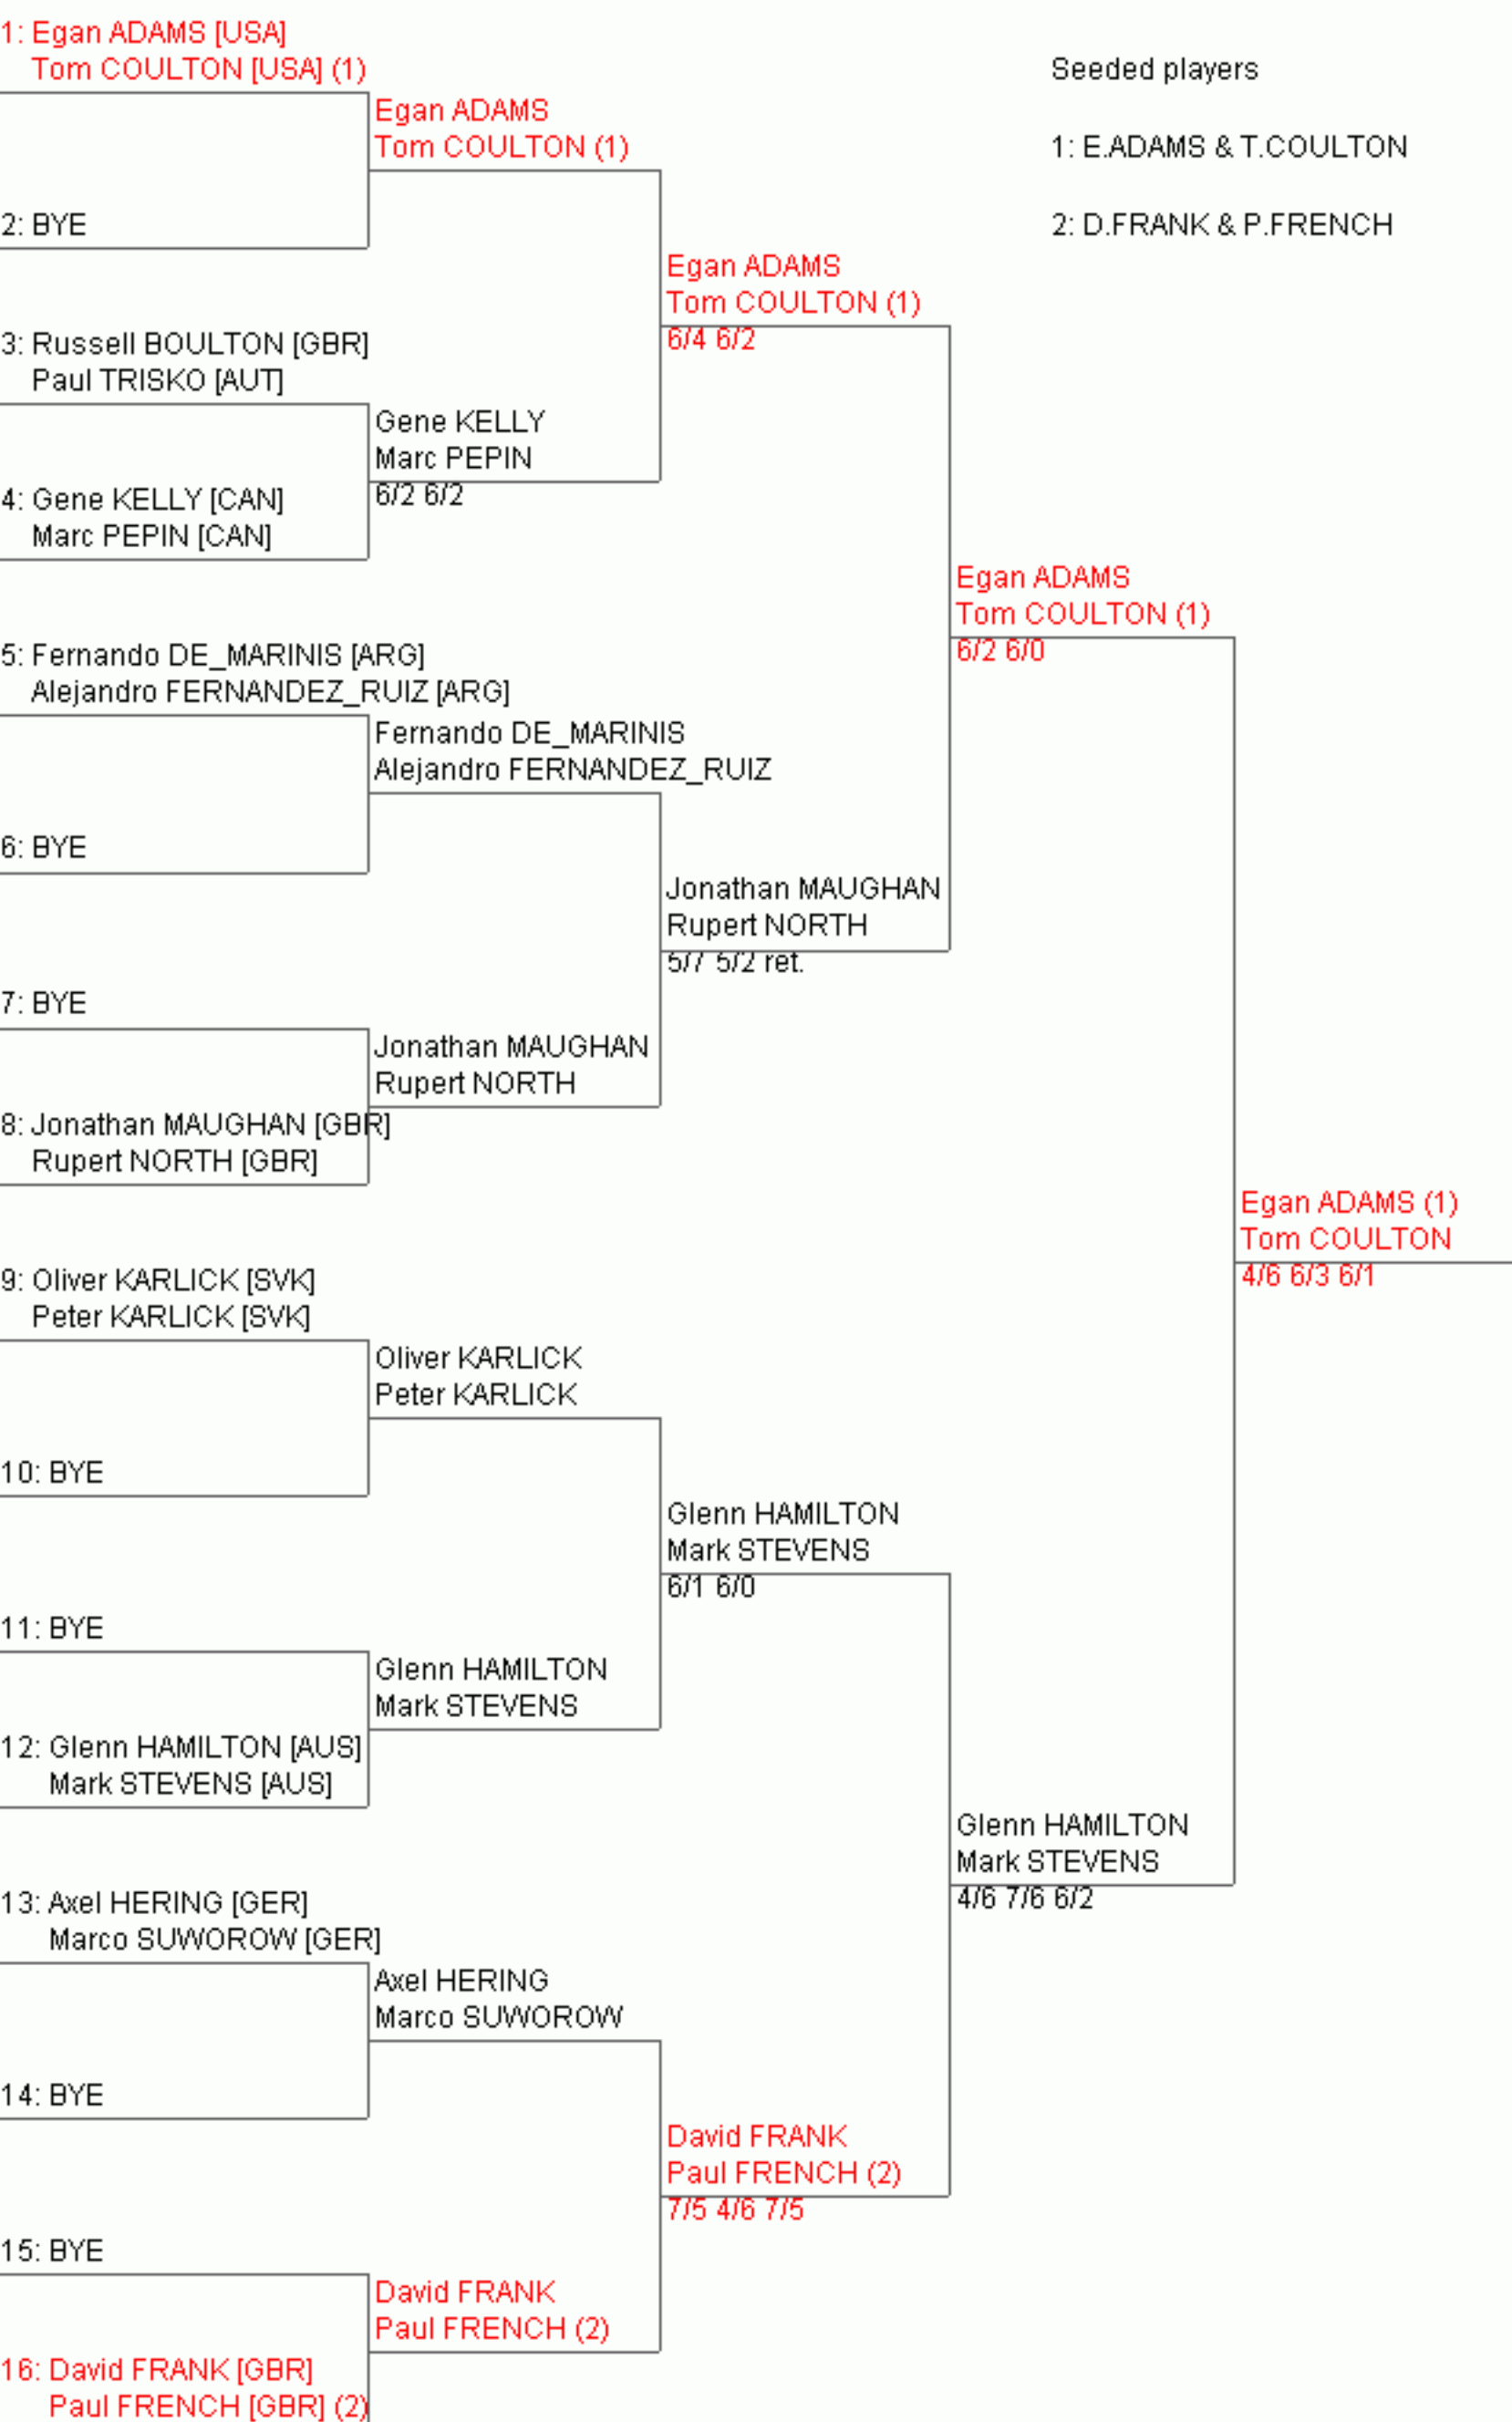 1: Egan ADAMS [USA]
Tom COULTON [USA] (1)
Egan ADAMS
Tom COULTON (1)
2: BYE
Egan ADAMS
Tom COULTON (1)
6/4 6/2
3: Russell BOULTON [GBR]
Paul TRISKO [AUT]
Gene KELLY
Marc PEPIN
6/2 6/2
4: Gene KELLY [CAN]
Marc PEPIN [CAN]
Egan ADAMS
Tom COULTON (1)
6/2 6/0
5: Fernando DE_MARINIS [ARG]
Alejandro FERNANDEZ_RUIZ [ARG]
Fernando DE_MARINIS
Alejandro FERNANDEZ_RUIZ
6: BYE
Jonathan MAUGHAN
Rupert NORTH
5/7 5/2 ret.
7: BYE
Jonathan MAUGHAN
Rupert NORTH
8: Jonathan MAUGHAN [GBR]
Rupert NORTH [GBR]
Egan ADAMS (1)
Tom COULTON
4/6 6/3 6/1
9: Oliver KARLICK [SVK]
Peter KARLICK [SVK]
Oliver KARLICK
Peter KARLICK
10: BYE
Glenn HAMILTON
Mark STEVENS
6/1 6/0
11: BYE
Glenn HAMILTON
Mark STEVENS
12: Glenn HAMILTON [AUS]
Mark STEVENS [AUS]
Glenn HAMILTON
Mark STEVENS
4/6 7/6 6/2
13: Axel HERING [GER]
Marco SUWOROW [GER]
Axel HERING
Marco SUWOROW
14: BYE
David FRANK
Paul FRENCH (2)
7/5 4/6 7/5
15: BYE
David FRANK
Paul FRENCH (2)
16: David FRANK [GBR]
Paul FRENCH [GBR] (2)
Seeded players
1: E.ADAMS & T.COULTON
2: D.FRANK & P.FRENCH